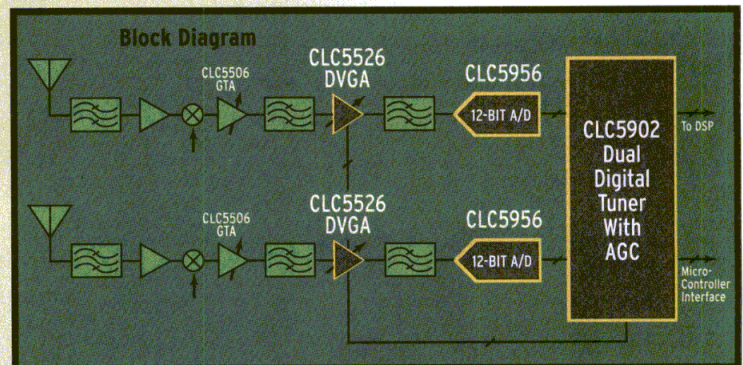 Block Diagram
CLC5506
GTA
CLC5526
DVGA
CLC5956
12-BIT A/D
CLC5902
Dual
Digital
Tuner
With
AGC
To DSP
CLC5506
GTA
CLC5526
DVGA
CLC5956
12-BIT A/D
Micro-
Controller
Interface